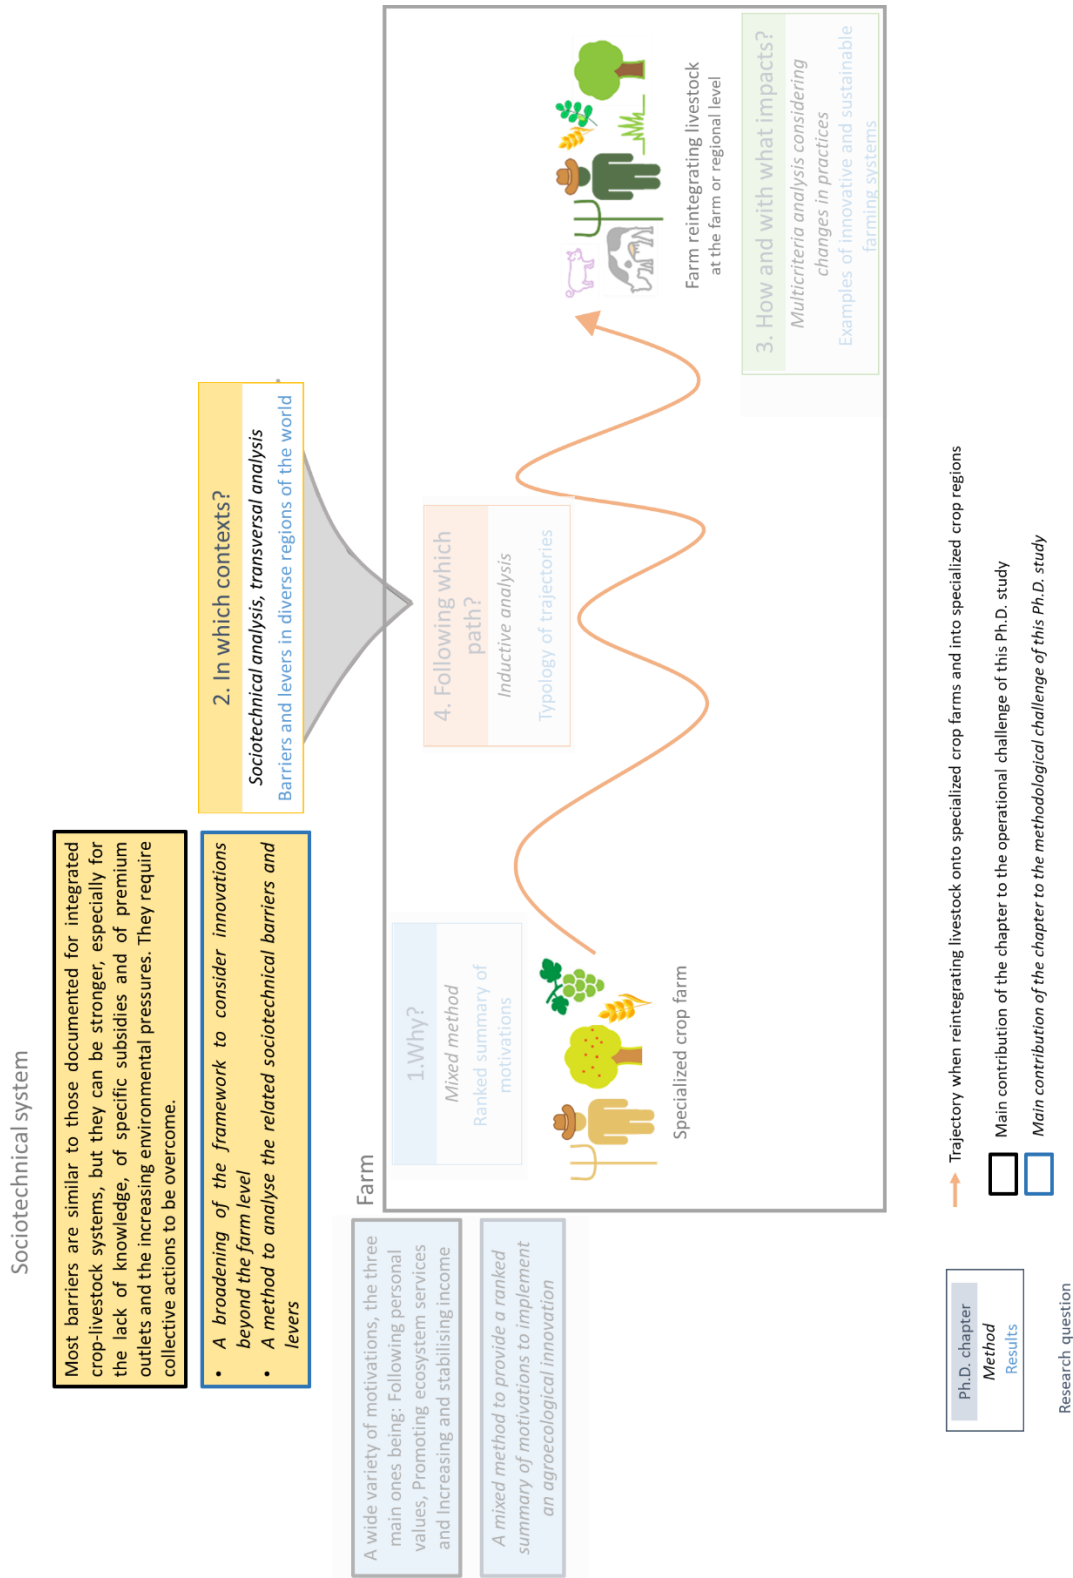 Sociotechnical system
Most barriers are similar to those documented for integrated
crop-livestock systems, but they can be stronger, especially for
the lack of knowledge, of specific subsidies and of premium
outlets and the increasing environmental pressures. They require
collective actions to be overcome.
• A broadening of the framework to consider innovations
beyond the farm level
• A method to analyse the related sociotechnical barriers and
levers
2. In which contexts?
Sociotechnical analysis, transversal analysis
Barriers and levers in diverse regions of the world
A wide variety of motivations, the three
main ones being: Following personal
values, Promoting ecosystem services
and Increasing and stabilising income
A mixed method to provide a ranked
summary of motivations to implement
an agroecological innovation
Farm
1.Why?
Mixed method
Ranked summary of
motivations
Specialized crop farm
4. Following which
path?
Inductive analysis
Typology of trajectories
Farm reintegrating livestock
at the farm or regional level
3. How and with what impacts?
Multicriteria analysis considering
changes in practices
Examples of innovative and sustainable
farming systems
Ph.D. chapter
Method
Results
Research question
Trajectory when reintegrating livestock onto specialized crop farms and into specialized crop regions
Main contribution of the chapter to the operational challenge of this Ph.D. study
Main contribution of the chapter to the methodological challenge of this Ph.D. study